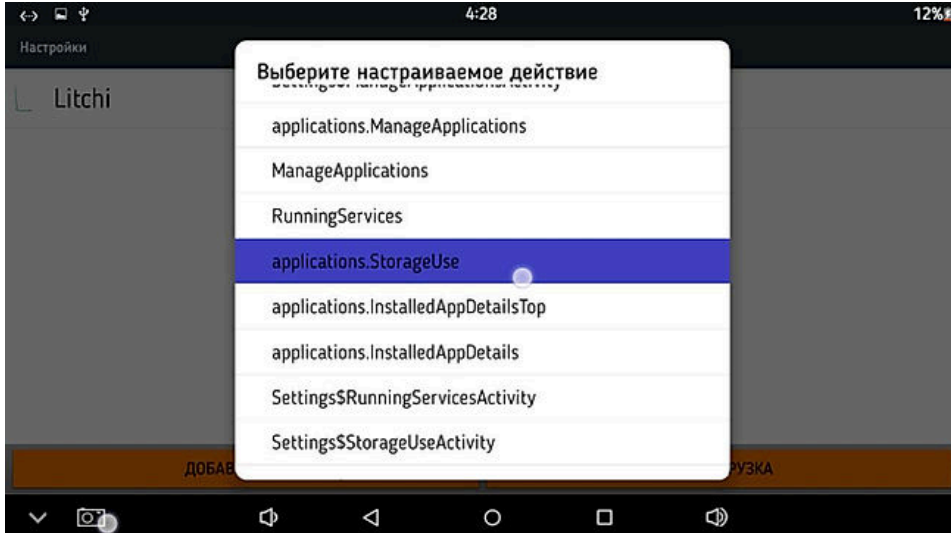 4:28
12%
Настройки
Выберите настраиваемое действие
Litchi
applications.ManageApplications
ManageApplications
RunningServices
applications.StorageUse
applications.InstalledAppDetailsTop
applications.InstalledAppDetails
Settings$RunningServicesActivity
Settings$StorageUseActivity